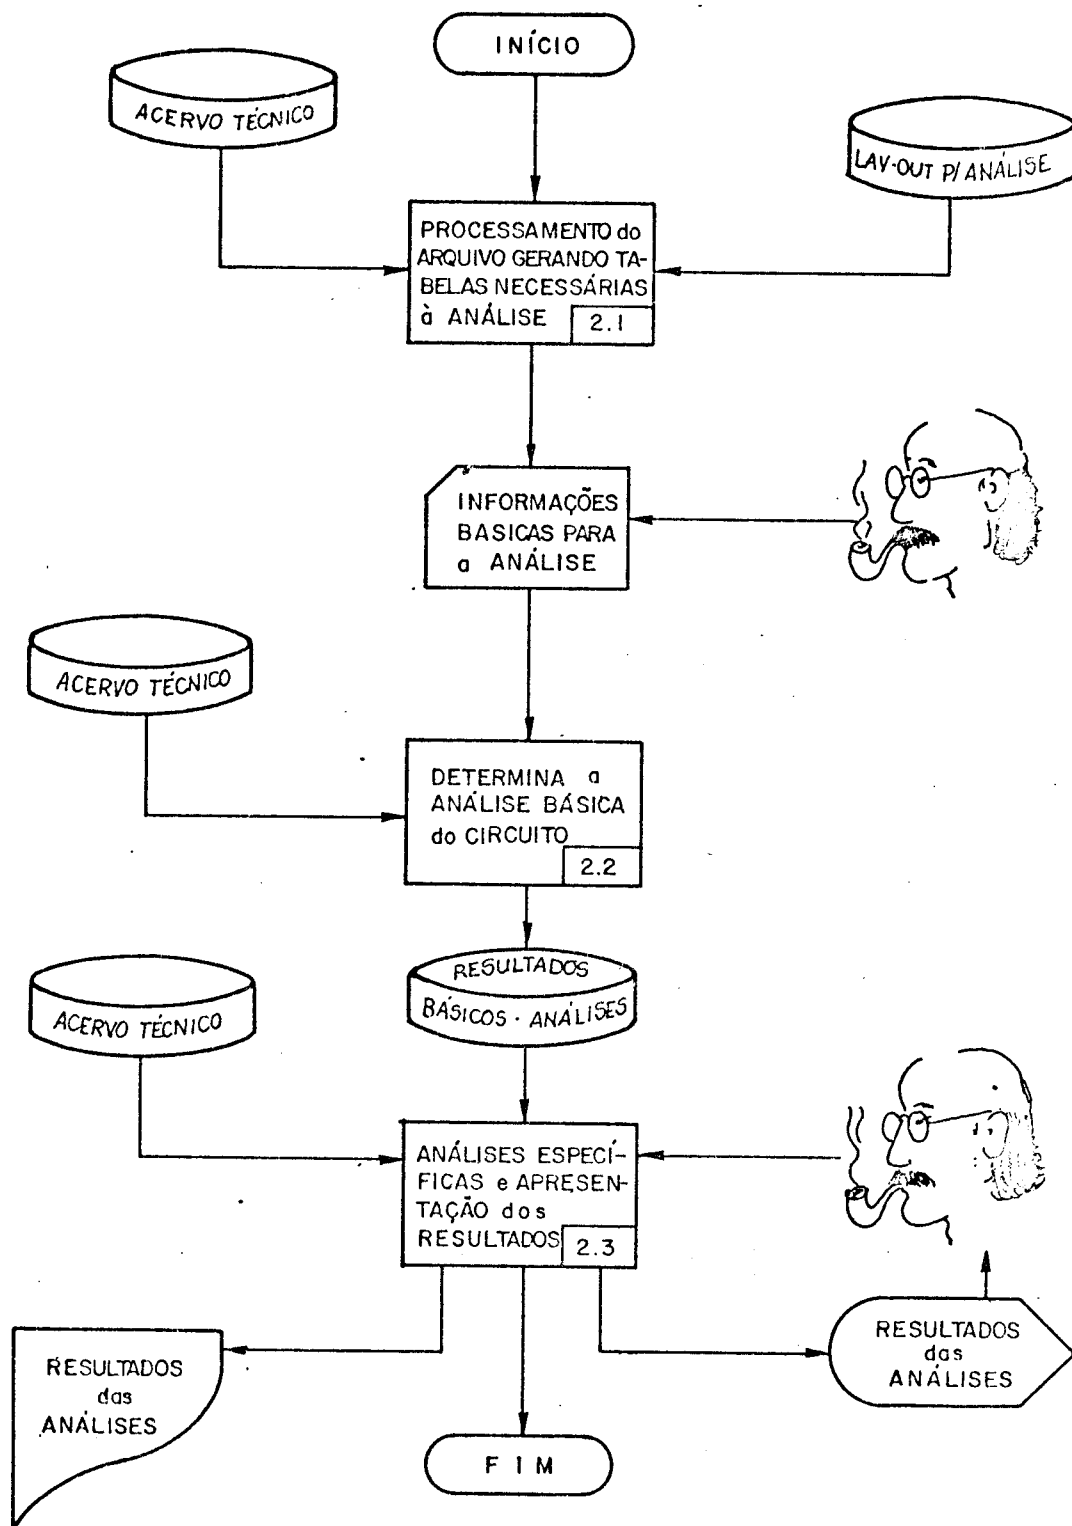 INÍCIO
ACERVO TÉCNICO
LAY-OUT P/ANÁLISE
PROCESSAMENTO do
ARQUIVO GERANDO TA-
BELAS NECESSÁRIAS
à ANÁLISE
2.1
INFORMAÇÕES
BASICAS PARA
a ANÁLISE
ACERVO TÉCNICO
DETERMINA a
ANÁLISE BÁSICA
do CIRCUITO
2.2
RESULTADOS
BÁSICOS · ANÁLISES
ACERVO TÉCNICO
ANÁLISES ESPECÍ-
FICAS e APRESEN-
TAÇÃO dos
RESULTADOS
2.3
RESULTADOS
das
ANÁLISES
RESULTADOS
das
ANÁLISES
FIM